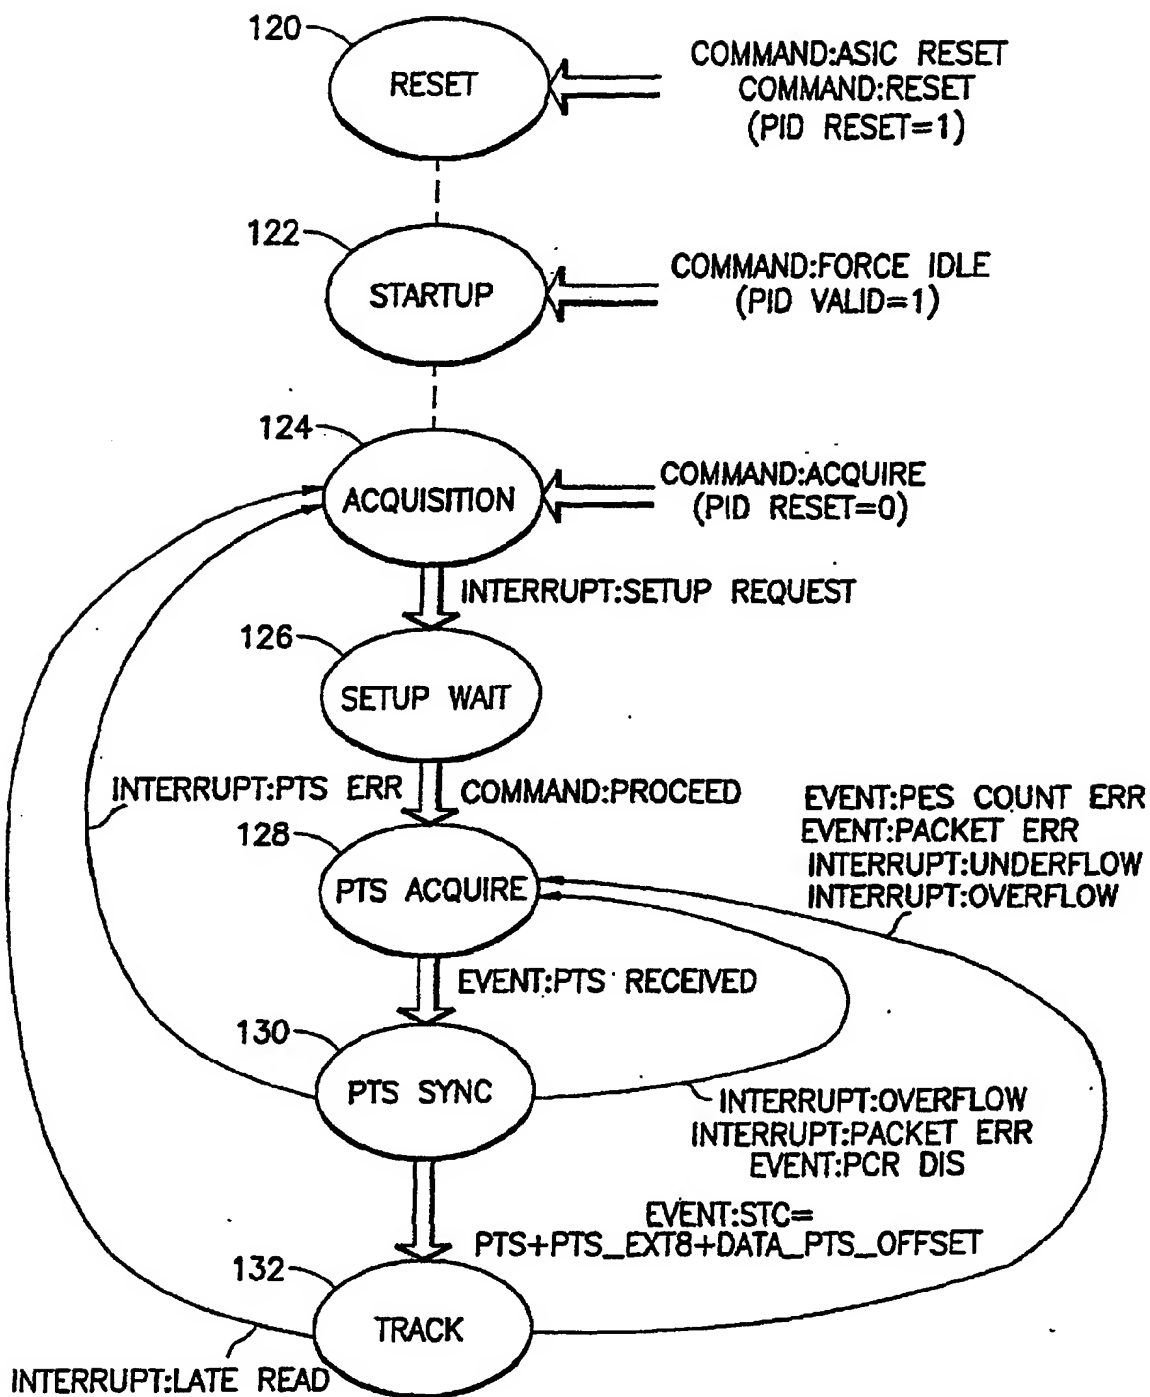 120
RESET
COMMAND:ASIC RESET
COMMAND:RESET
(PID RESET=1)
122
STARTUP
COMMAND:FORCE IDLE
(PID VALID=1)
124
ACQUISITION
COMMAND:ACQUIRE
(PID RESET=0)
INTERRUPT:SETUP REQUEST
126
SETUP WAIT
INTERRUPT:PTS ERR
COMMAND:PROCEED
EVENT:PES COUNT ERR
EVENT:PACKET ERR
INTERRUPT:UNDERFLOW
INTERRUPT:OVERFLOW
128
PTS ACQUIRE
EVENT:PTS RECEIVED
130
PTS SYNC
INTERRUPT:OVERFLOW
INTERRUPT:PACKET ERR
EVENT:PCR DIS
EVENT:STC=
PTS+PTS_EXT8+DATA_PTS_OFFSET
132
TRACK
INTERRUPT:LATE READ